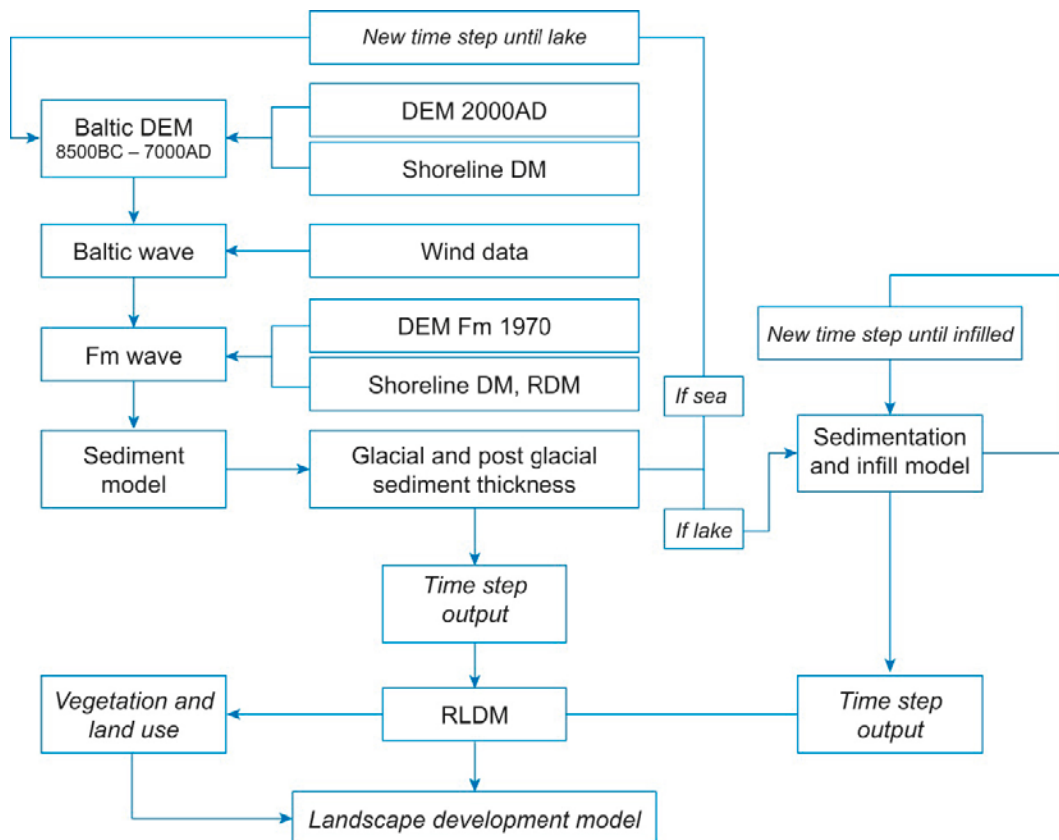 New time step until lake
DEM 2000AD
Baltic DEM
8500BC – 7000AD
Shoreline DM
Baltic wave
Wind data
DEM Fm 1970
New time step until infilled
Fm wave
Shoreline DM, RDM
If sea
Sediment
model
Glacial and post glacial
sediment thickness
Sedimentation
and infill model
If lake
Time step
output
Vegetation and
land use
RLDM
Time step
output
Landscape development model